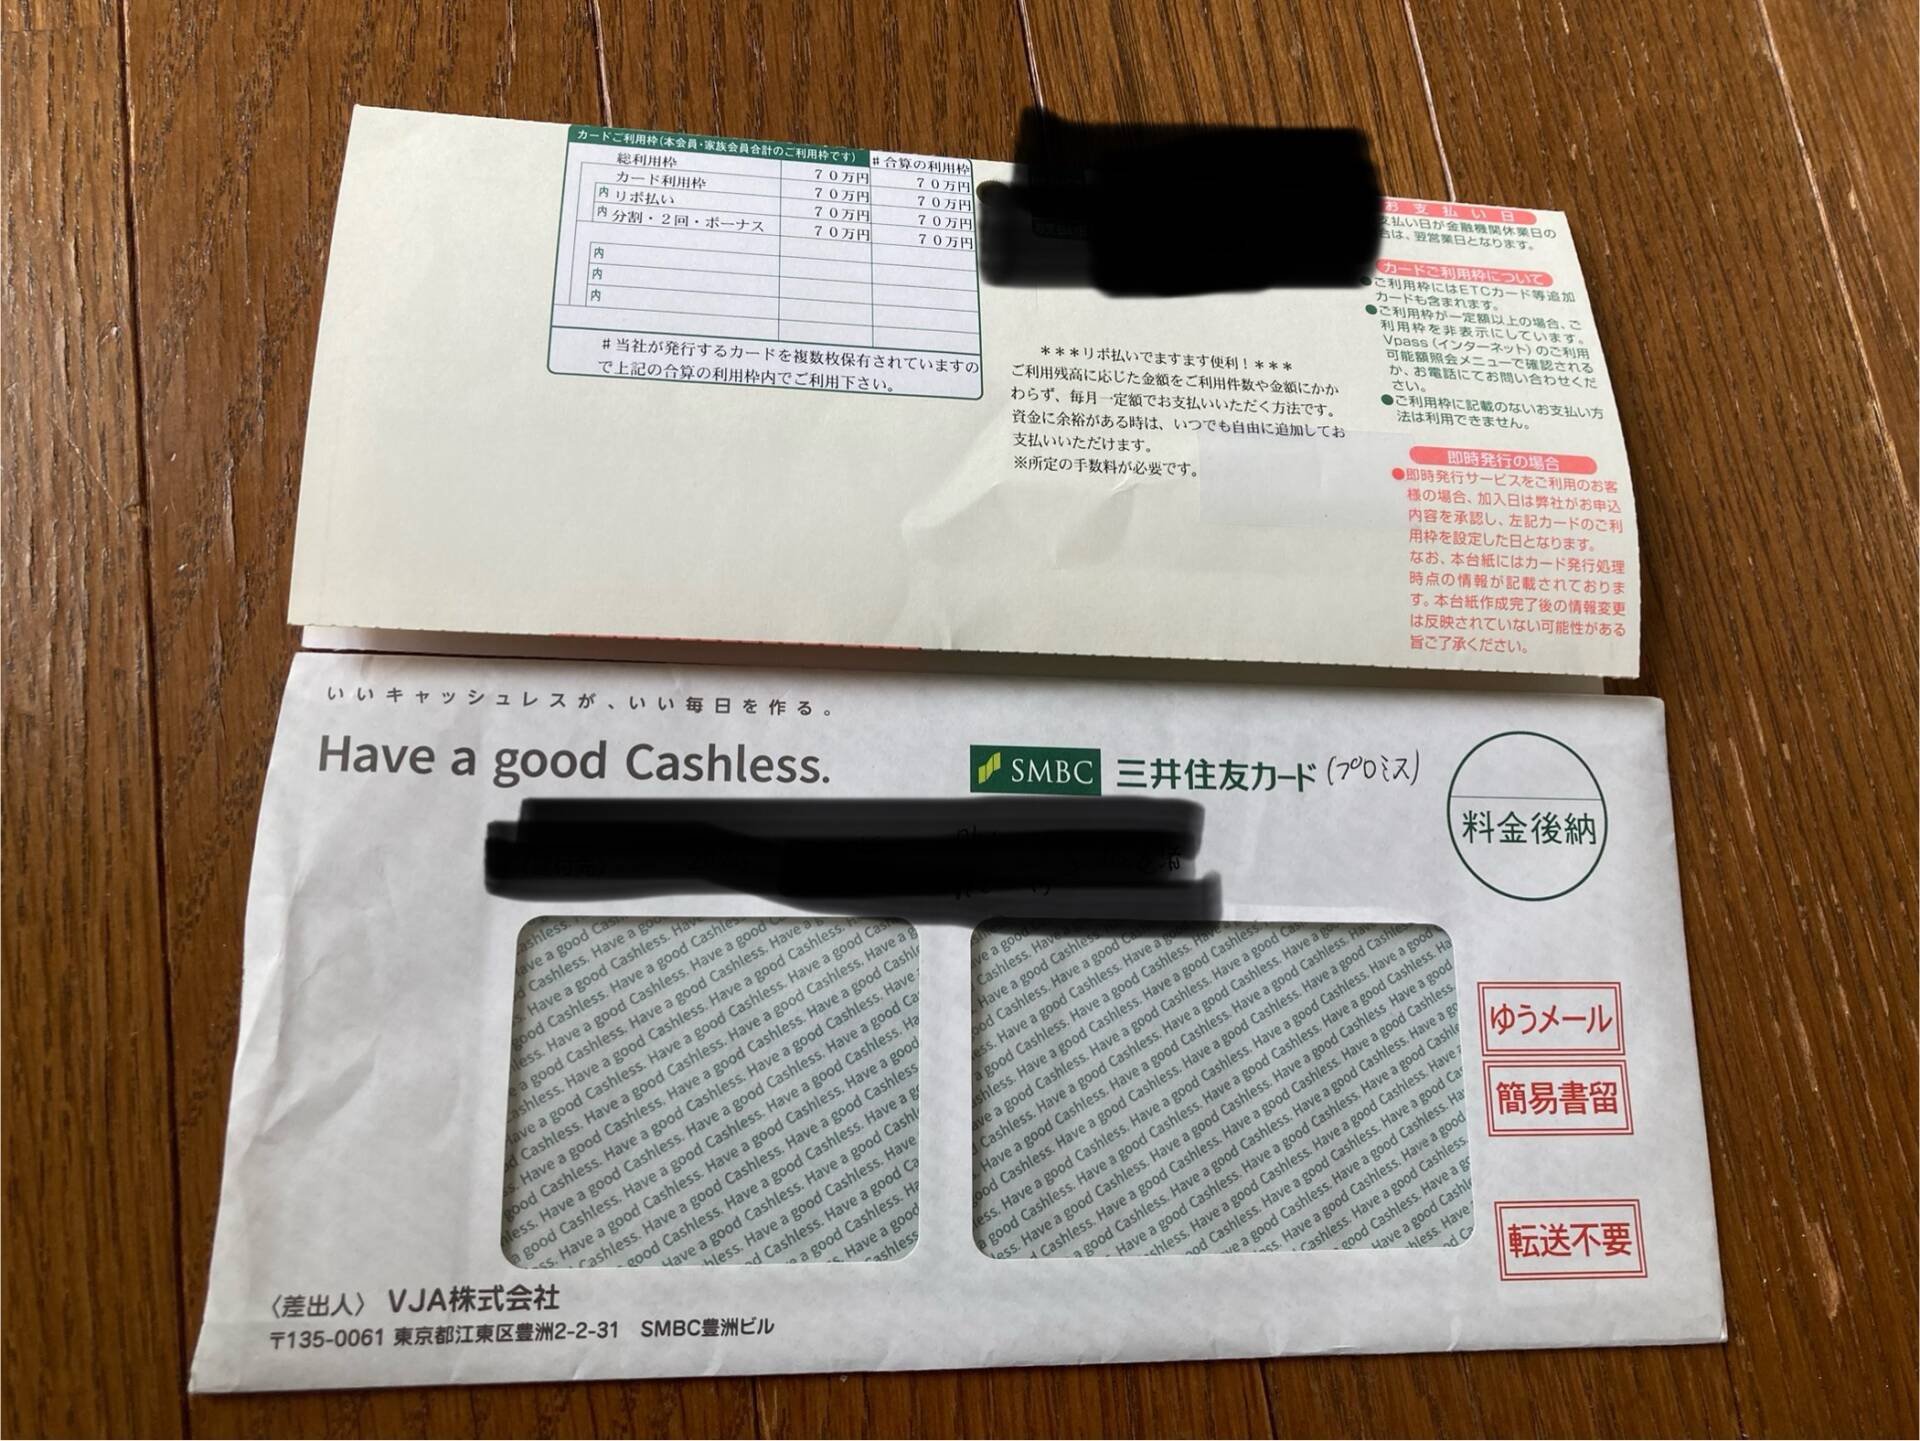 カードご利用枠(本会員・家族会員合計のご利用枠です)
#合算の利用枠
総利用枠 70万円 70万円
カード利用枠 70万円 70万円
内 リボ払い 70万円 70万円
内 分割・2回・ボーナス 70万円 70万円
内
内
内
#当社が発行するカードを複数枚保有されていますの
で上記の合算の利用枠内でご利用下さい。
***リボ払いでますます便利!***
ご利用残高に応じた金額をご利用件数や金額にかか
わらず、毎月一定額でお支払いいただく方法です。
資金に余裕がある時は、いつでも自由に追加してお
支払いいただけます。
※所定の手数料が必要です。
お支払い日
支払い日が金融機関休業日の
合は、翌営業日となります。
カードご利用枠について
●ご利用枠にはETCカード等追加
カードも含まれます。
●ご利用枠が一定額以上の場合、ご
利用枠を非表示にしています。
Vpass(インターネット)のご利用
可能額照会メニューで確認される
か、お電話にてお問い合わせくだ
さい。
●ご利用枠に記載のないお支払い方
法は利用できません。
即時発行の場合
●即時発行サービスをご利用のお客
様の場合、加入日は弊社がお申込
内容を承認し、左記カードのご利
用枠を設定した日となります。
なお、本台紙にはカード発行処理
時点の情報が記載されておりま
す。本台紙作成完了後の情報変更
は反映されていない可能性がある
旨ご了承ください。
いいキャッシュレスが、いい毎日を作る。
Have a good Cashless.
SMBC 三井住友カード (プロミス)
料金後納
ゆうメール
簡易書留
転送不要
〈差出人〉 VJA株式会社
〒135-0061 東京都江東区豊洲2-2-31 SMBC豊洲ビル